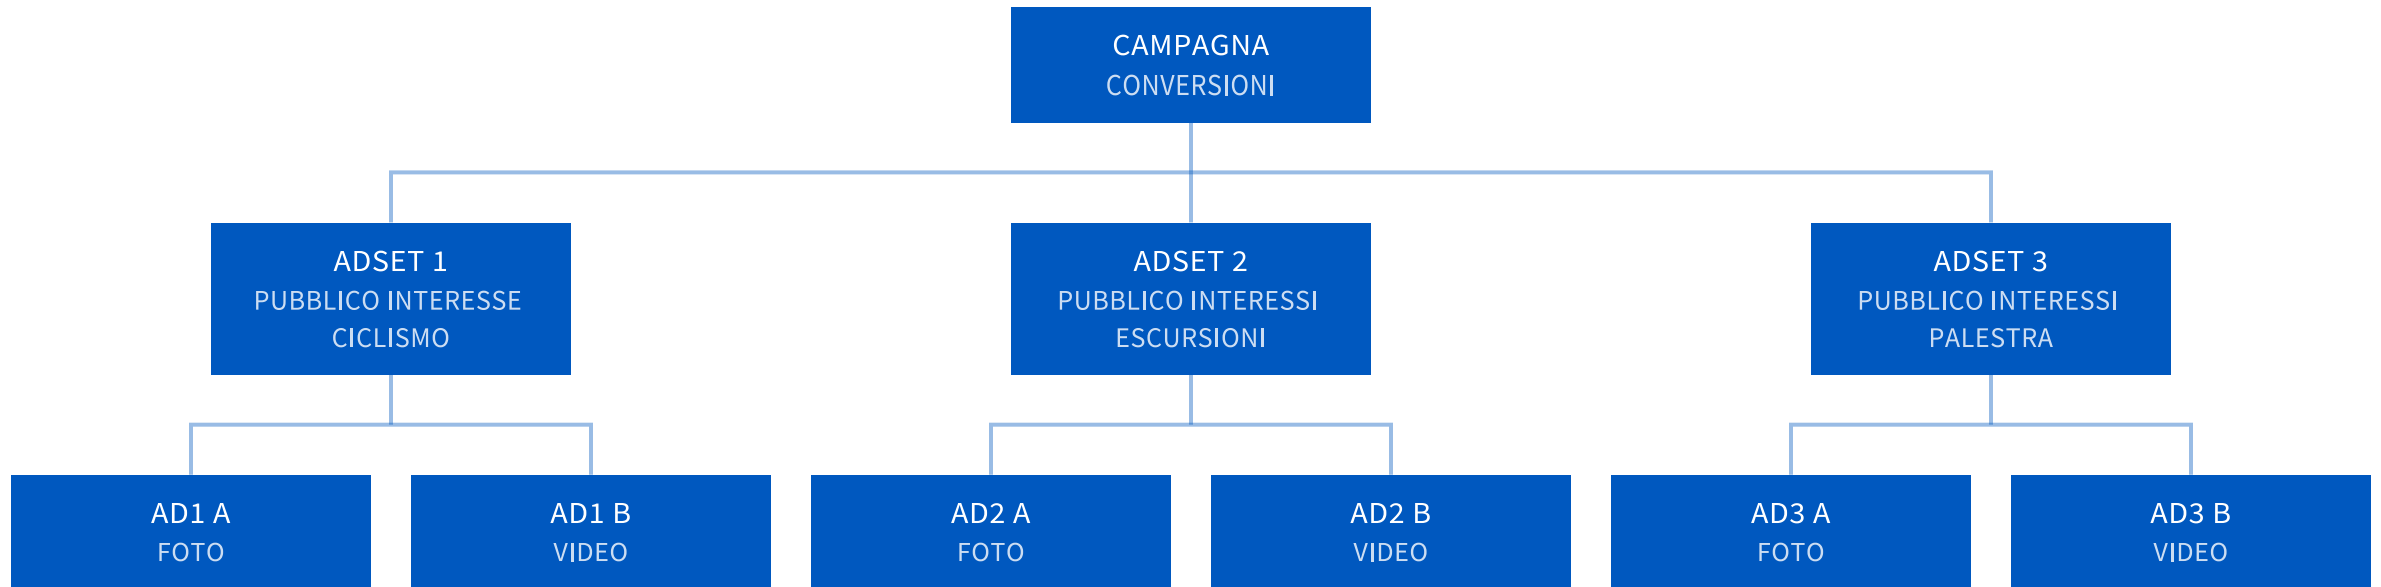 CAMPAGNA
CONVERSIONI
ADSET 1
PUBBLICO INTERESSE
CICLISMO
ADSET 2
PUBBLICO INTERESSI
ESCURSIONI
ADSET 3
PUBBLICO INTERESSI
PALESTRA
AD1 A
FOTO
AD1 B
VIDEO
AD2 A
FOTO
AD2 B
VIDEO
AD3 A
FOTO
AD3 B
VIDEO